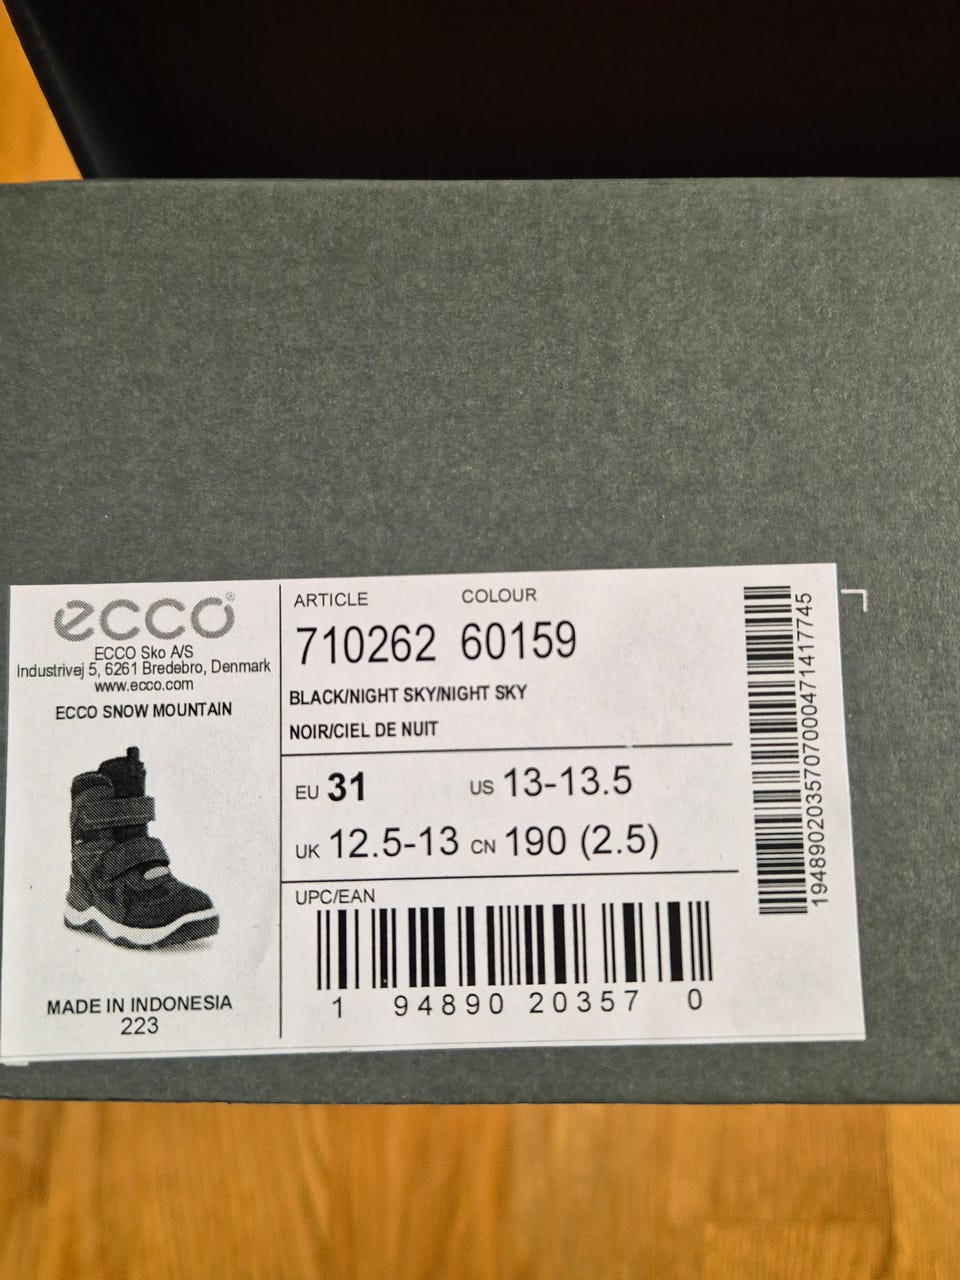 ecco®
ECCO Sko A/S
Industrivej 5, 6261 Bredebro, Denmark
www.ecco.com
ECCO SNOW MOUNTAIN
MADE IN INDONESIA
223
ARTICLE COLOUR
710262 60159
BLACK/NIGHT SKY/NIGHT SKY
NOIR/CIEL DE NUIT
EU 31 US 13-13.5
UK 12.5-13 CN 190 (2.5)
UPC/EAN
1 94890 20357 0
1948902035707000471417745